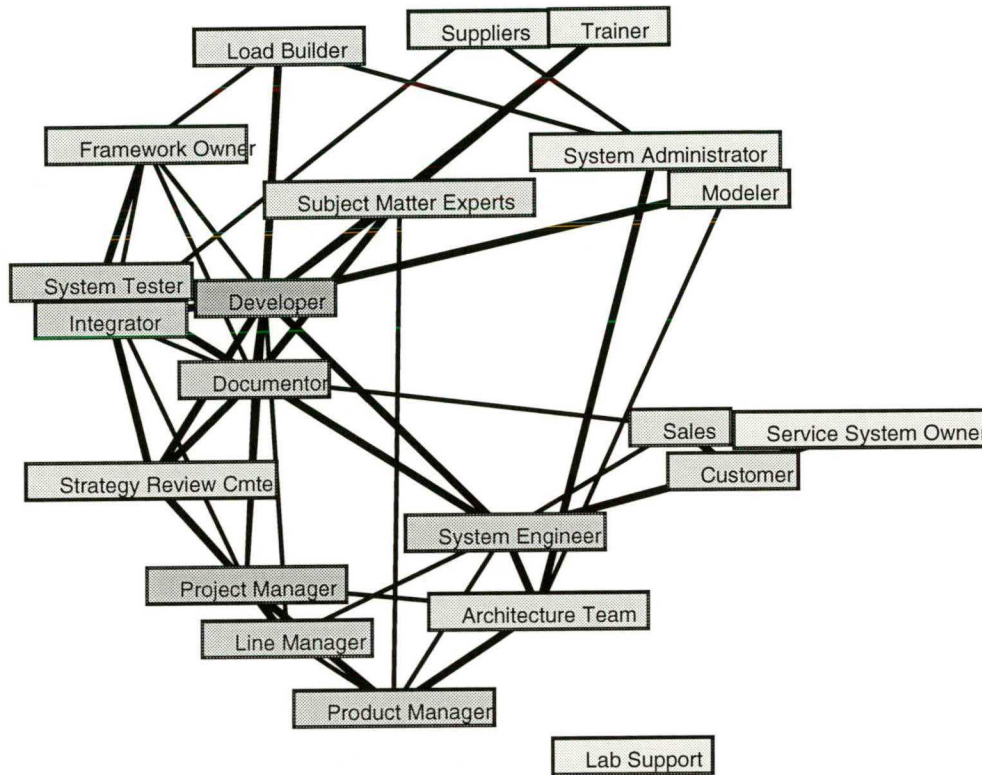 Suppliers
Trainer
Load Builder
Framework Owner
System Administrator
Modeler
Subject Matter Experts
System Tester
Developer
Integrator
Documentor
Sales
Service System Owner
Customer
Strategy Review Cmte
System Engineer
Project Manager
Architecture Team
Line Manager
Product Manager
Lab Support